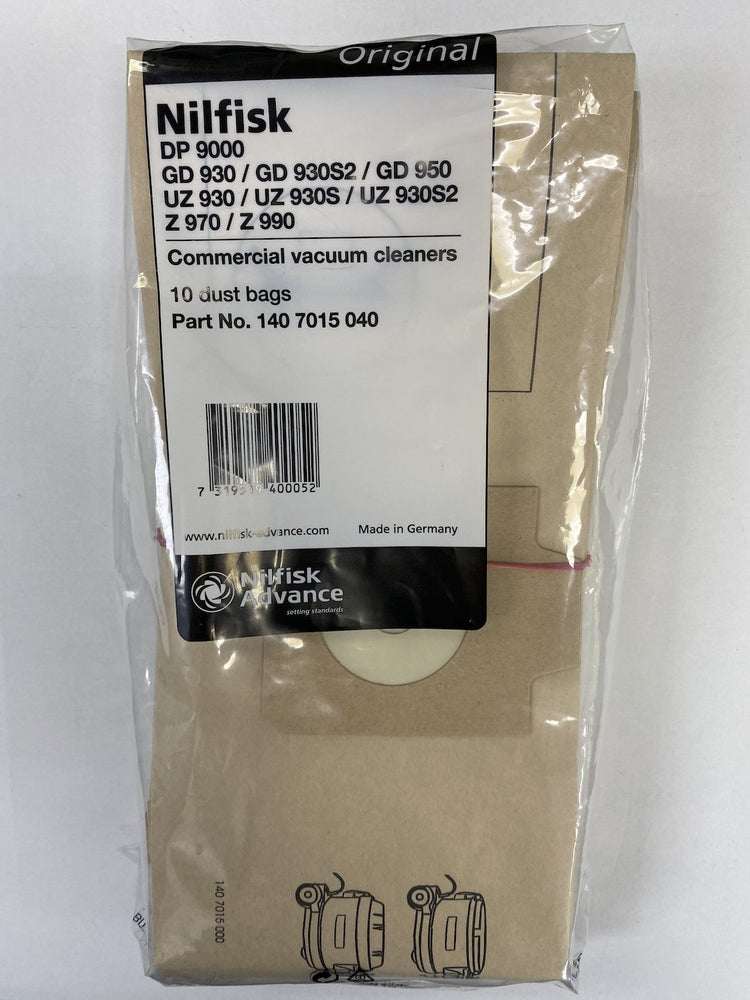 Original
Nilfisk
DP 9000
GD 930 / GD 930S2 / GD 950
UZ 930 / UZ 930S / UZ 930S2
Z 970 / Z 990
Commercial vacuum cleaners
10 dust bags
Part No. 140 7015 040
7 319519 400052
www.nilfisk-advance.com Made in Germany
Nilfisk
Advance
setting standards
140 7015 000